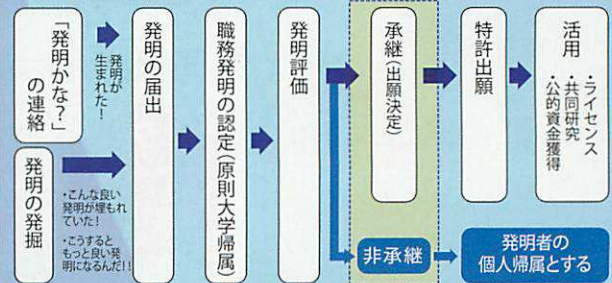 「発明かな?」
の連絡
発明が
生まれた!
発明の発掘
・こんな良い
発明が埋もれ
ていた!
・こうすると
もっと良い発
明になるんだ!!
発明の届出
職務発明の認定(原則大学帰属)
発明評価
承継(出願決定)
特許出願
活用
・ライセンス
・共同研究
・公的資金獲得
非承継
発明者の
個人帰属とする